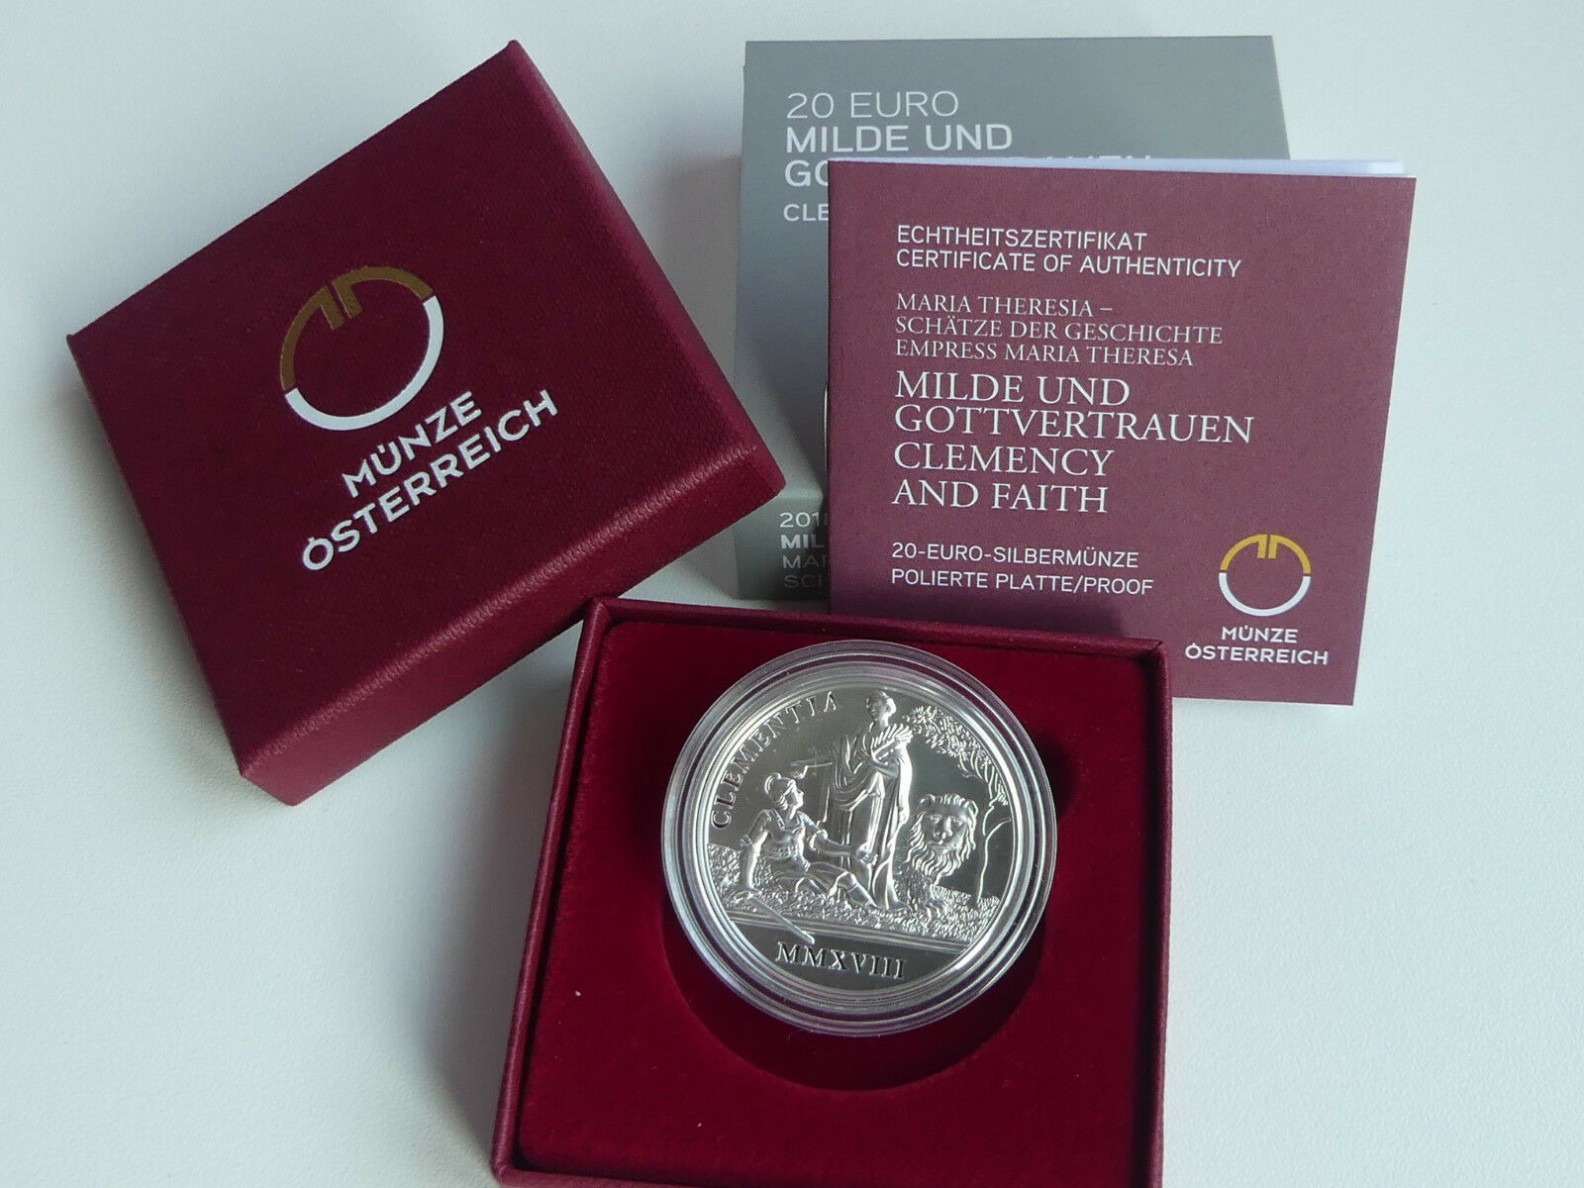 MÜNZE
ÖSTERREICH
20 EURO
MILDE UND
ECHTHEITSZERTIFIKAT
CERTIFICATE OF AUTHENTICITY
MARIA THERESIA –
SCHÄTZE DER GESCHICHTE
EMPRESS MARIA THERESA
MILDE UND
GOTTVERTRAUEN
CLEMENCY
AND FAITH
20-EURO-SILBERMÜNZE
POLIERTE PLATTE/PROOF
MÜNZE
ÖSTERREICH
CLEMENTIA
MMXVIII